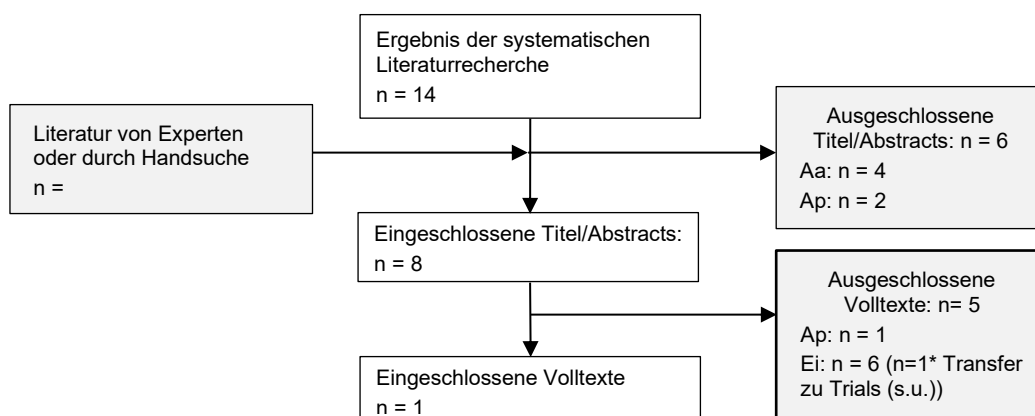 Ergebnis der systematischen
Literaturrecherche
n = 14
Literatur von Experten
oder durch Handsuche
n =
Ausgeschlossene
Titel/Abstracts: n = 6
Aa: n = 4
Ap: n = 2
Eingeschlossene Titel/Abstracts:
n = 8
Ausgeschlossene
Volltexte: n= 5
Ap: n = 1
Ei: n = 6 (n=1* Transfer
zu Trials (s.u.))
Eingeschlossene Volltexte
n = 1